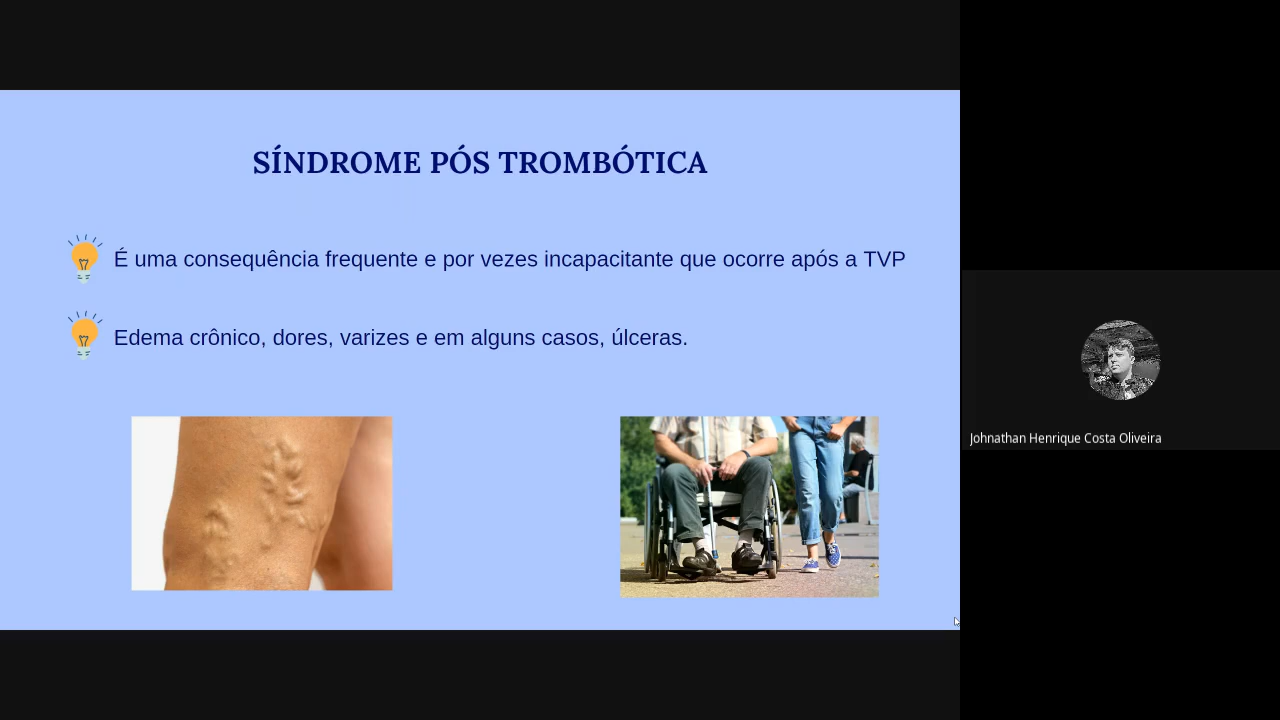 SÍNDROME PÓS TROMBÓTICA
É uma consequência frequente e por vezes incapacitante que ocorre após a TVP
Edema crônico, dores, varizes e em alguns casos, úlceras.
Johnathan Henrique Costa Oliveira